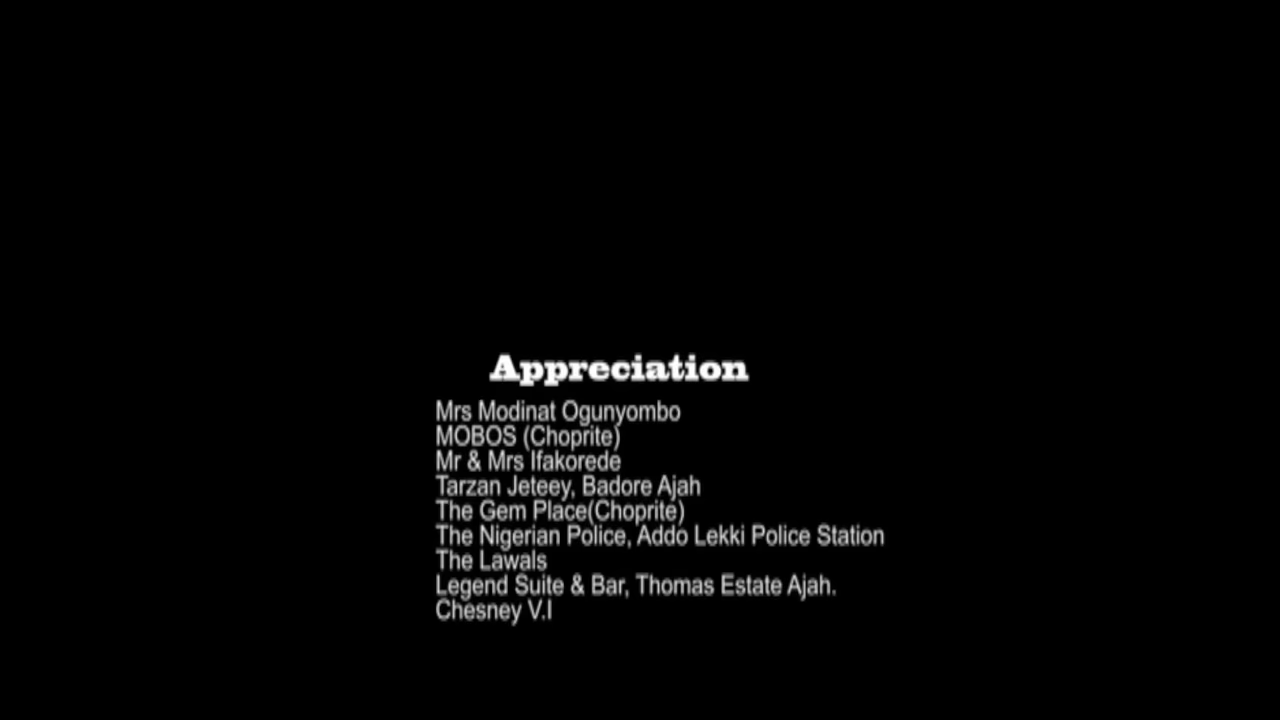 Appreciation
Mrs Modinat Ogunyombo
MOBOS (Choprite)
Mr & Mrs Ifakorede
Tarzan Jeteey, Badore Ajah
The Gem Place(Choprite)
The Nigerian Police, Addo Lekki Police Station
The Lawals
Legend Suite & Bar, Thomas Estate Ajah.
Chesney V.I